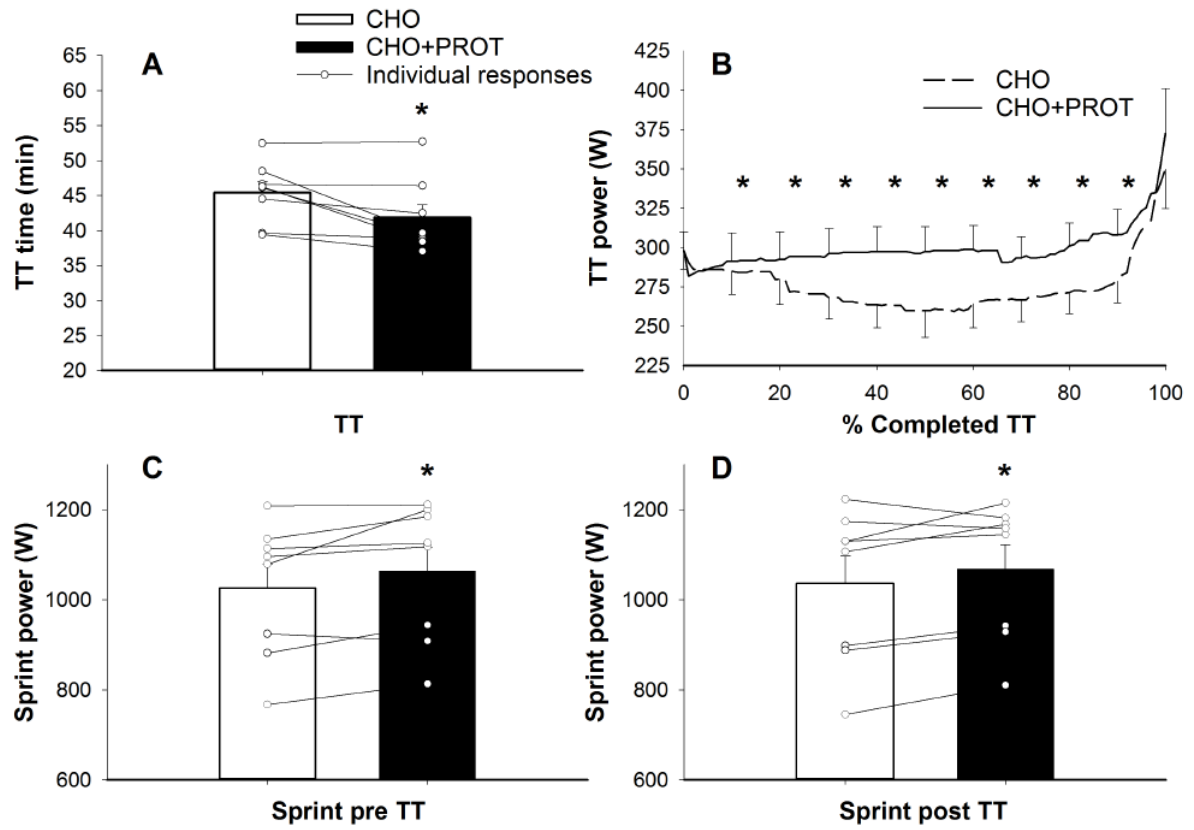 CHO
CHO+PROT
Individual responses
A
*
65
60
55
50
45
40
35
30
25
20
TT time (min)
TT
B
CHO
CHO+PROT
* * * * * * * * *
425
400
375
350
325
300
275
250
225
TT power (W)
0 20 40 60 80 100
% Completed TT
C
*
1200
1000
800
600
Sprint power (W)
Sprint pre TT
D
*
1200
1000
800
600
Sprint power (W)
Sprint post TT